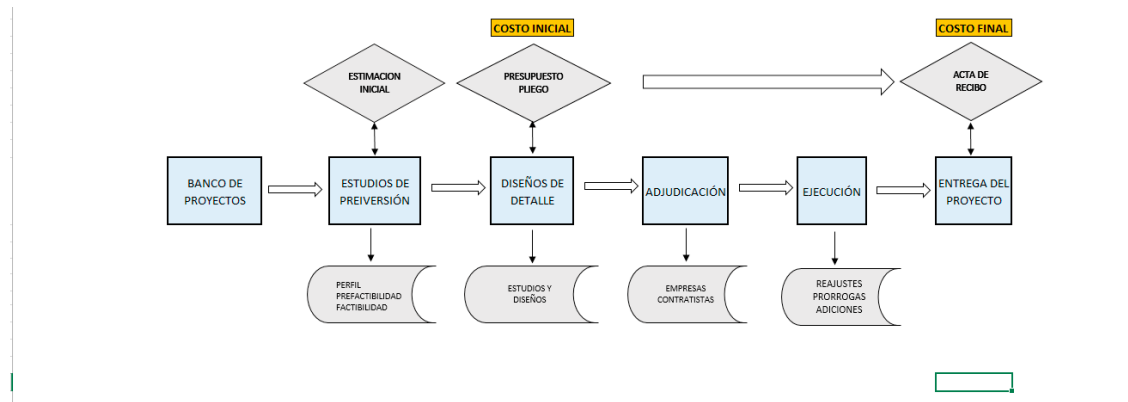 COSTO INICIAL
COSTO FINAL
ESTIMACION
INICIAL
PRESUPUESTO
PLIEGO
ACTA DE
RECIBO
BANCO DE
PROYECTOS
ESTUDIOS DE
PREIVERSIÓN
DISEÑOS DE
DETALLE
ADJUDICACIÓN
EJECUCIÓN
ENTREGA DEL
PROYECTO
PERFIL
PREFACTIBILIDAD
FACTIBILIDAD
ESTUDIOS Y
DISEÑOS
EMPRESAS
CONTRATISTAS
REAJUSTES
PRORROGAS
ADICIONES